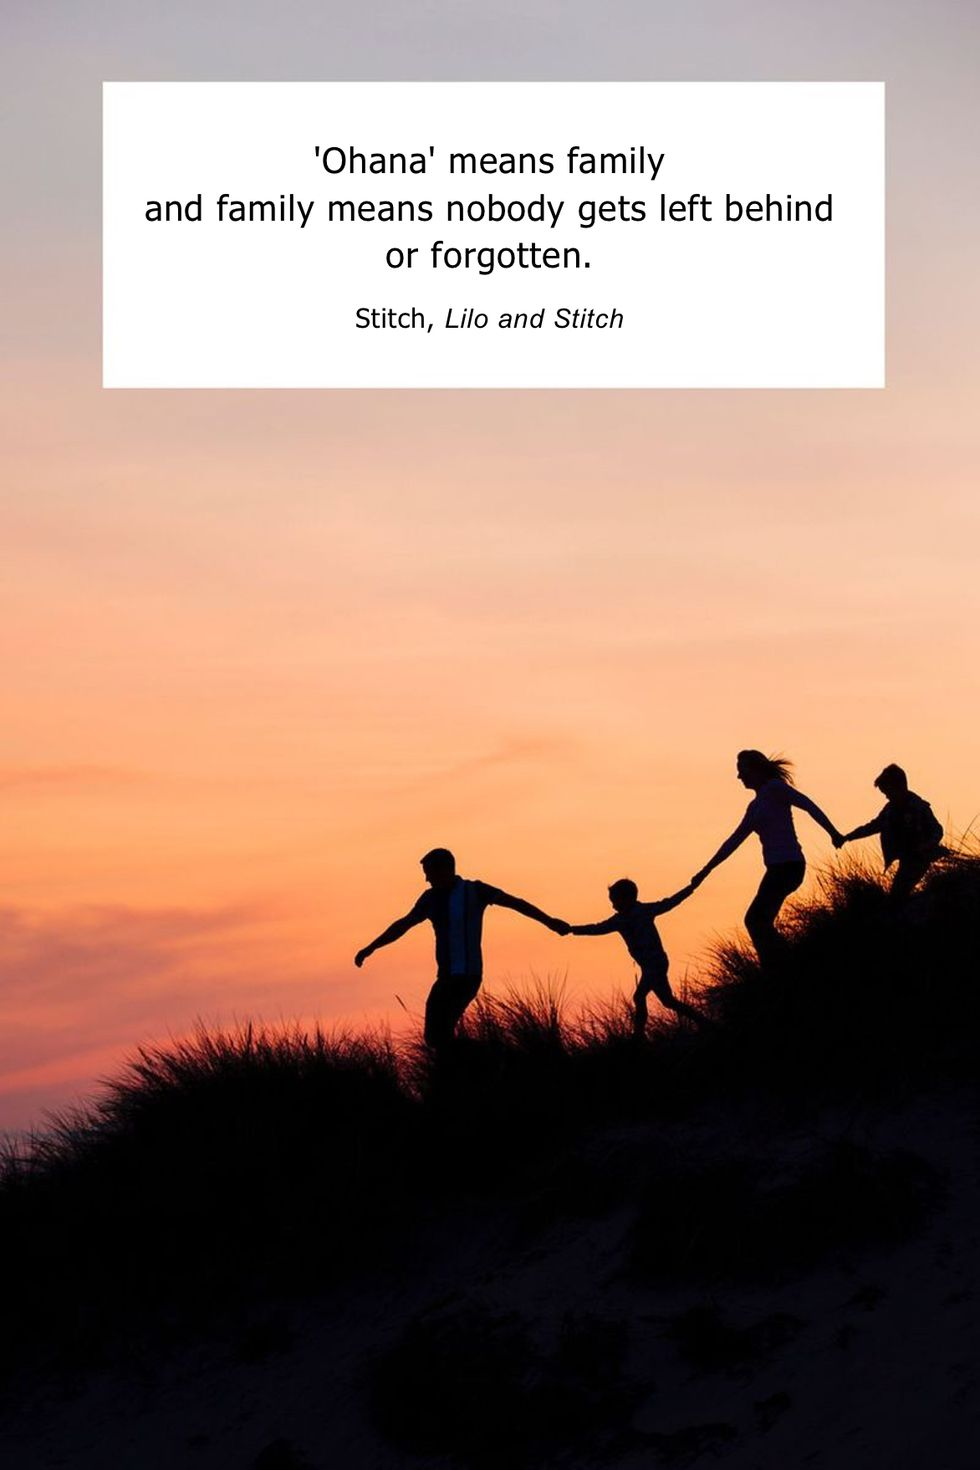 'Ohana' means family
and family means nobody gets left behind
or forgotten.
Stitch, Lilo and Stitch